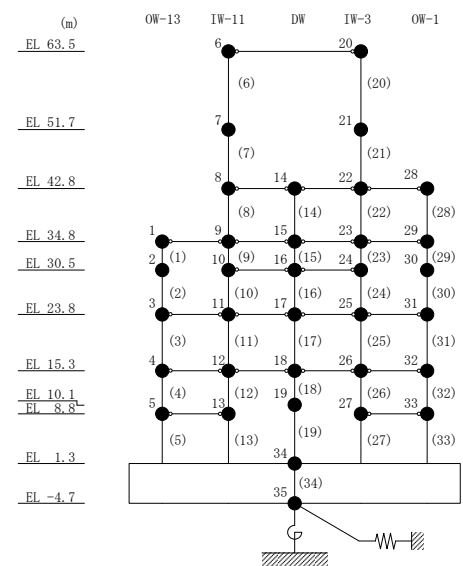 (m) OW-13 IW-11 DW IW-3 OW-1
EL 63.5 6 20
(6) (20)
EL 51.7 7 21
(7) (21)
EL 42.8 8 14 22 28
(8) (14) (22) (28)
EL 34.8 1 9 15 23 29
(1) (9) (15) (23) (29)
EL 30.5 2 10 16 24 30
(2) (10) (16) (24) (30)
EL 23.8 3 11 17 25 31
(3) (11) (17) (25) (31)
EL 15.3 4 12 18 26 32
(4) (12) (18) (26) (32)
EL 10.1 19
EL 8.8 5 13 27 33
(5) (13) (19) (27) (33)
EL 1.3 34
(34)
EL -4.7 35